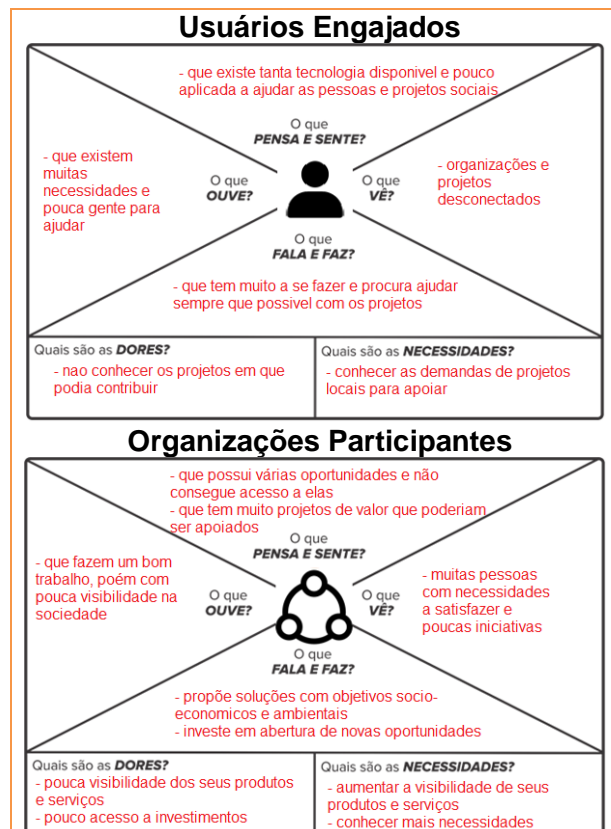 Usuários Engajados
- que existe tanta tecnologia disponivel e pouco
aplicada a ajudar as pessoas e projetos sociais
O que
PENSA E SENTE?
- que existem
muitas
necessidades e
pouca gente para
ajudar
O que
OUVE?
O que
VÊ?
- organizações e
projetos
desconectados
O que
FALA E FAZ?
- que tem muito a se fazer e procura ajudar
sempre que possivel com os projetos
Quais são as DORES?
- nao conhecer os projetos em que
podia contribuir
Quais são as NECESSIDADES?
- conhecer as demandas de projetos
locais para apoiar
Organizações Participantes
- que possui várias oportunidades e não
consegue acesso a elas
- que tem muito projetos de valor que poderiam
ser apoiados
O que
PENSA E SENTE?
- que fazem um bom
trabalho, poém com
pouca visibilidade na
sociedade
O que
OUVE?
O que
VÊ?
- muitas pessoas
com necessidades
a satisfazer e
poucas iniciativas
O que
FALA E FAZ?
- propõe soluções com objetivos socio-
economicos e ambientais
- investe em abertura de novas oportunidades
Quais são as DORES?
- pouca visibilidade dos seus produtos
e serviços
- pouco acesso a investimentos
Quais são as NECESSIDADES?
- aumentar a visibilidade de seus
produtos e serviços
- conhecer mais necessidades